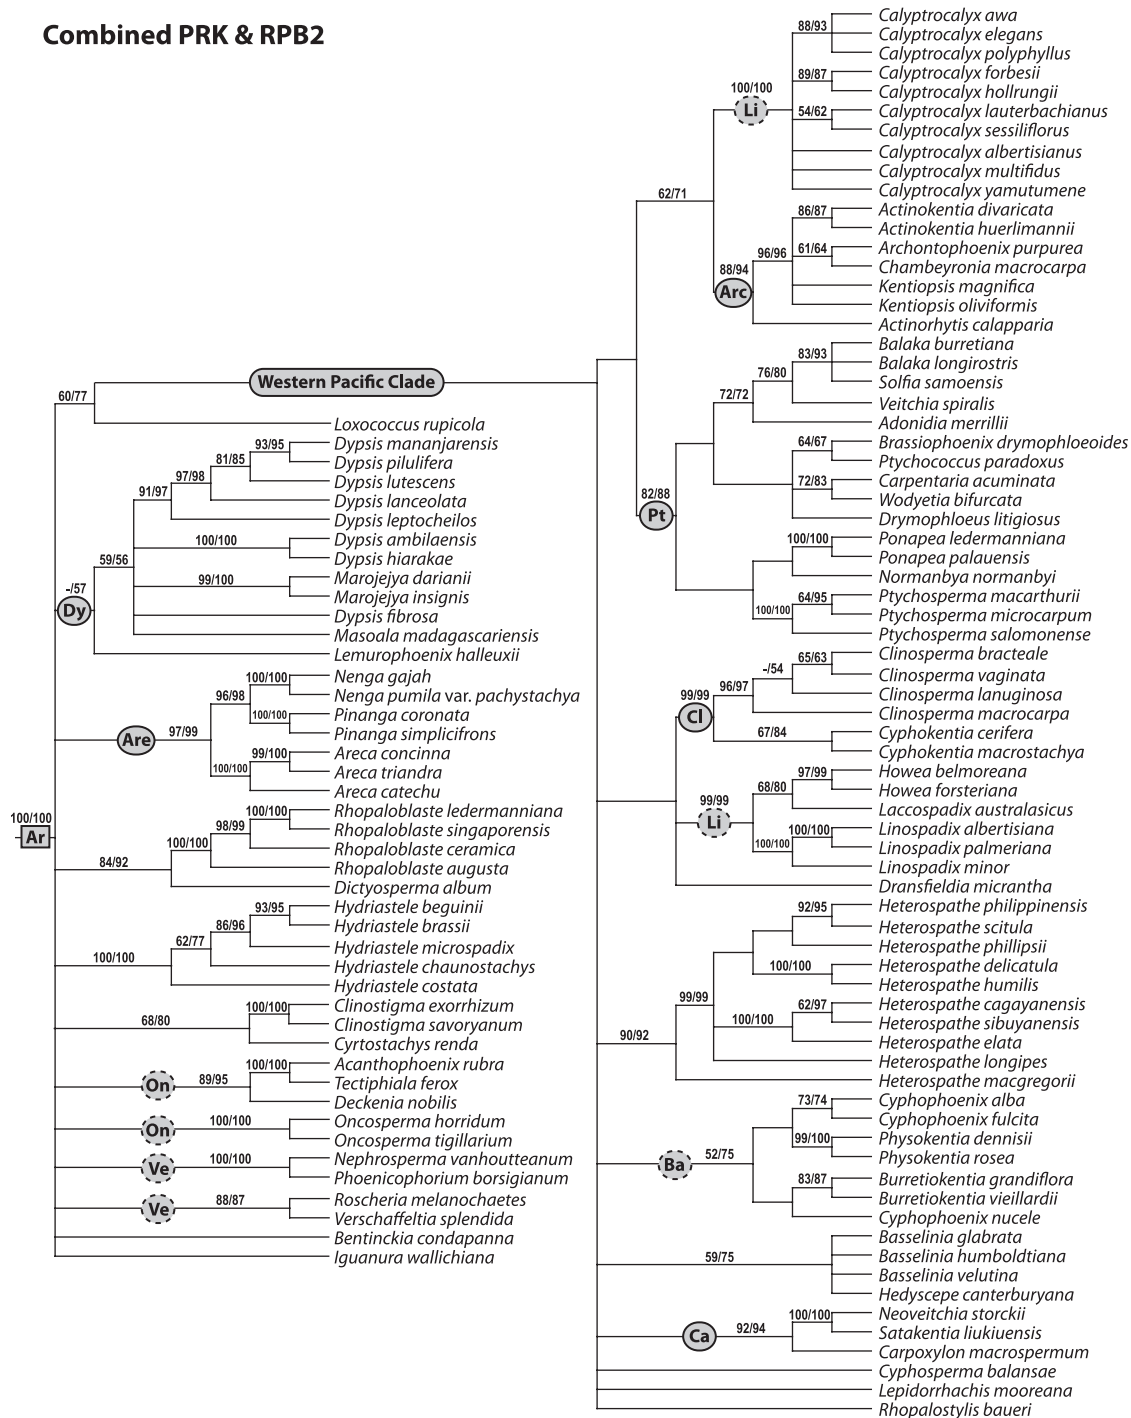 Combined PRK & RPB2
100/100
Ar
60/77
Western Pacific Clade
Loxococcus rupicola
-/57
Dy
59/56
91/97
97/98
81/85
93/95
Dypsis mananjarensis
Dypsis pilulifera
Dypsis lutescens
Dypsis lanceolata
Dypsis leptocheilos
100/100
Dypsis ambilaensis
Dypsis hiarakae
99/100
Marojejya darianii
Marojejya insignis
Dypsis fibrosa
Masoala madagascariensis
Lemurophoenix halleuxii
Are
97/99
96/98
100/100
Nenga gajah
Nenga pumila var. pachystachya
100/100
Pinanga coronata
Pinanga simplicifrons
100/100
99/100
Areca concinna
Areca triandra
Areca catechu
84/92
100/100
98/99
100/100
Rhopaloblaste ledermanniana
Rhopaloblaste singaporensis
Rhopaloblaste ceramica
Rhopaloblaste augusta
Dictyosperma album
100/100
62/77
86/96
93/95
Hydriastele beguinii
Hydriastele brassii
Hydriastele microspadix
Hydriastele chaunostachys
Hydriastele costata
68/80
100/100
Clinostigma exorrhizum
Clinostigma savoryanum
Cyrtostachys renda
On
89/95
100/100
Acanthophoenix rubra
Tectiphiala ferox
Deckenia nobilis
On
100/100
Oncosperma horridum
Oncosperma tigillarium
Ve
100/100
Nephrosperma vanhoutteanum
Phoenicophorium borsigianum
Ve
88/87
Roscheria melanochaetes
Verschaffeltia splendida
Bentinckia condapanna
Iguanura wallichiana
62/71
100/100
Li
88/93
Calyptrocalyx awa
Calyptrocalyx elegans
Calyptrocalyx polyphyllus
89/87
Calyptrocalyx forbesii
Calyptrocalyx hollrungii
54/62
Calyptrocalyx lauterbachianus
Calyptrocalyx sessiliflorus
Calyptrocalyx albertisianus
Calyptrocalyx multifidus
Calyptrocalyx yamutumene
88/94
Arc
96/96
86/87
Actinokentia divaricata
Actinokentia huerlimannii
61/64
Archontophoenix purpurea
Chambeyronia macrocarpa
Kentiopsis magnifica
Kentiopsis oliviformis
Actinorhytis calapparia
82/88
Pt
72/72
76/80
83/93
Balaka burretiana
Balaka longirostris
Solfia samoensis
Veitchia spiralis
Adonidia merrillii
64/67
Brassiophoenix drymophloeoides
Ptychococcus paradoxus
72/83
Carpentaria acuminata
Wodyetia bifurcata
Drymophloeus litigiosus
100/100
Ponapea ledermanniana
Ponapea palauensis
Normanbya normanbyi
100/100
64/95
Ptychosperma macarthurii
Ptychosperma microcarpum
Ptychosperma salomonense
99/99
Cl
96/97
-/54
65/63
Clinosperma bracteale
Clinosperma vaginata
Clinosperma lanuginosa
Clinosperma macrocarpa
67/84
Cyphokentia cerifera
Cyphokentia macrostachya
99/99
Li
68/80
97/99
Howea belmoreana
Howea forsteriana
Laccospadix australasicus
100/100
100/100
Linospadix albertisiana
Linospadix palmeriana
Linospadix minor
Dransfieldia micrantha
90/92
99/99
92/95
Heterospathe philippinensis
Heterospathe scitula
Heterospathe phillipsii
100/100
Heterospathe delicatula
Heterospathe humilis
100/100
62/97
Heterospathe cagayanensis
Heterospathe sibuyanensis
Heterospathe elata
Heterospathe longipes
Heterospathe macgregorii
Ba
52/75
73/74
Cyphophoenix alba
Cyphophoenix fulcita
99/100
Physokentia dennisii
Physokentia rosea
83/87
Burretiokentia grandiflora
Burretiokentia vieillardii
Cyphophoenix nucele
59/75
Basselinia glabrata
Basselinia humboldtiana
Basselinia velutina
Hedyscepe canterburyana
Ca
92/94
100/100
Neoveitchia storckii
Satakentia liukiuensis
Carpoxylon macrospermum
Cyphosperma balansae
Lepidorrhachis mooreana
Rhopalostylis baueri